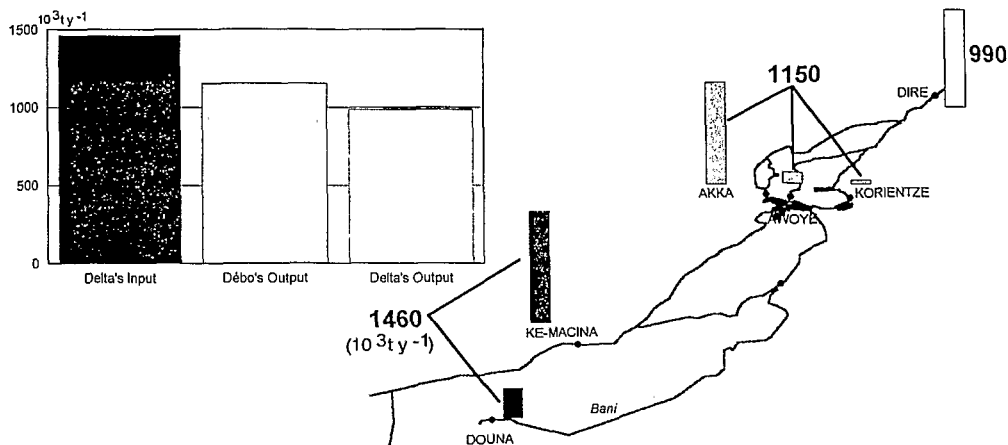 10³t y⁻¹
1500
1000
500
0
Delta's Input
Débo's Output
Delta's Output
990
1150
DIRE
AKKA
KORIENTZE
AWOYE
1460
(10³t y⁻¹)
KE-MACINA
Bani
DOUNA